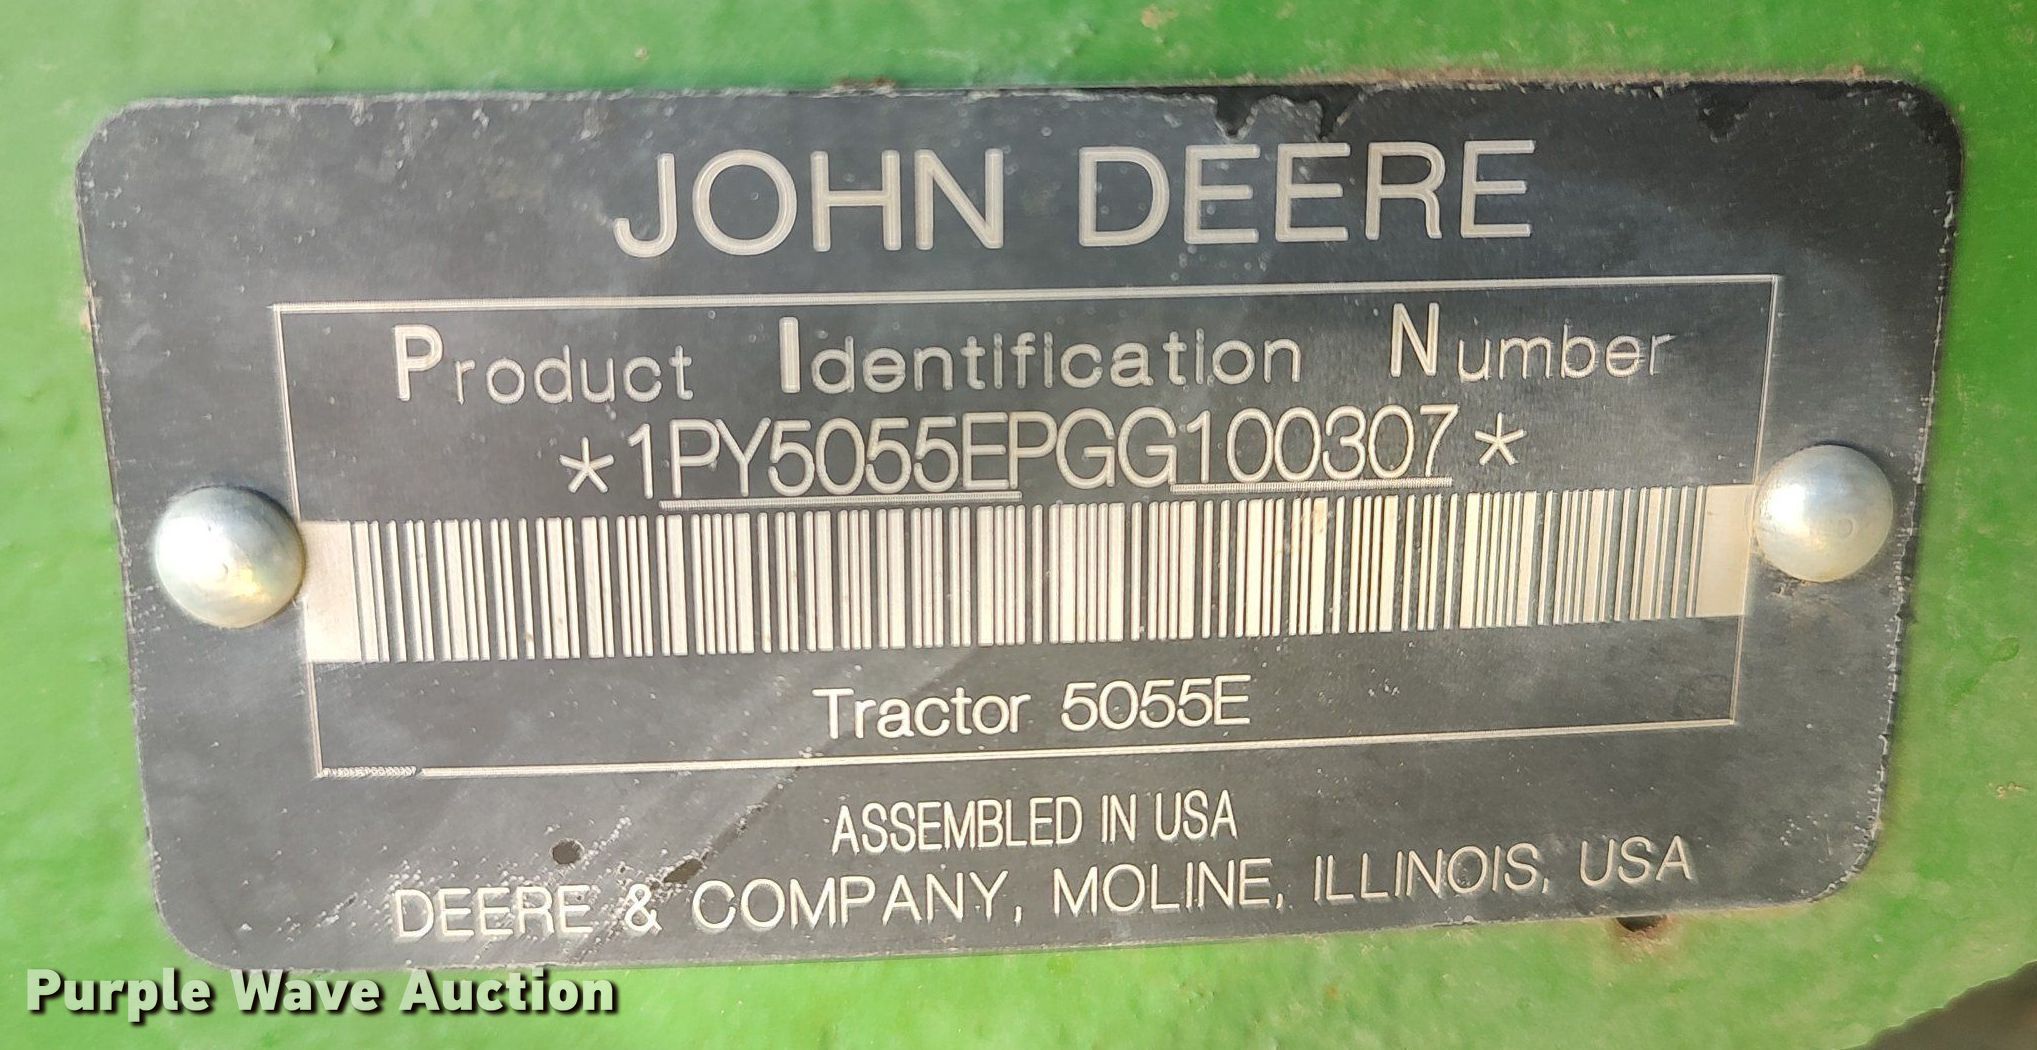 JOHN DEERE
Product Identification Number
*1PY5055EPGG100307*
Tractor 5055E
ASSEMBLED IN USA
DEERE & COMPANY, MOLINE, ILLINOIS, USA
Purple Wave Auction